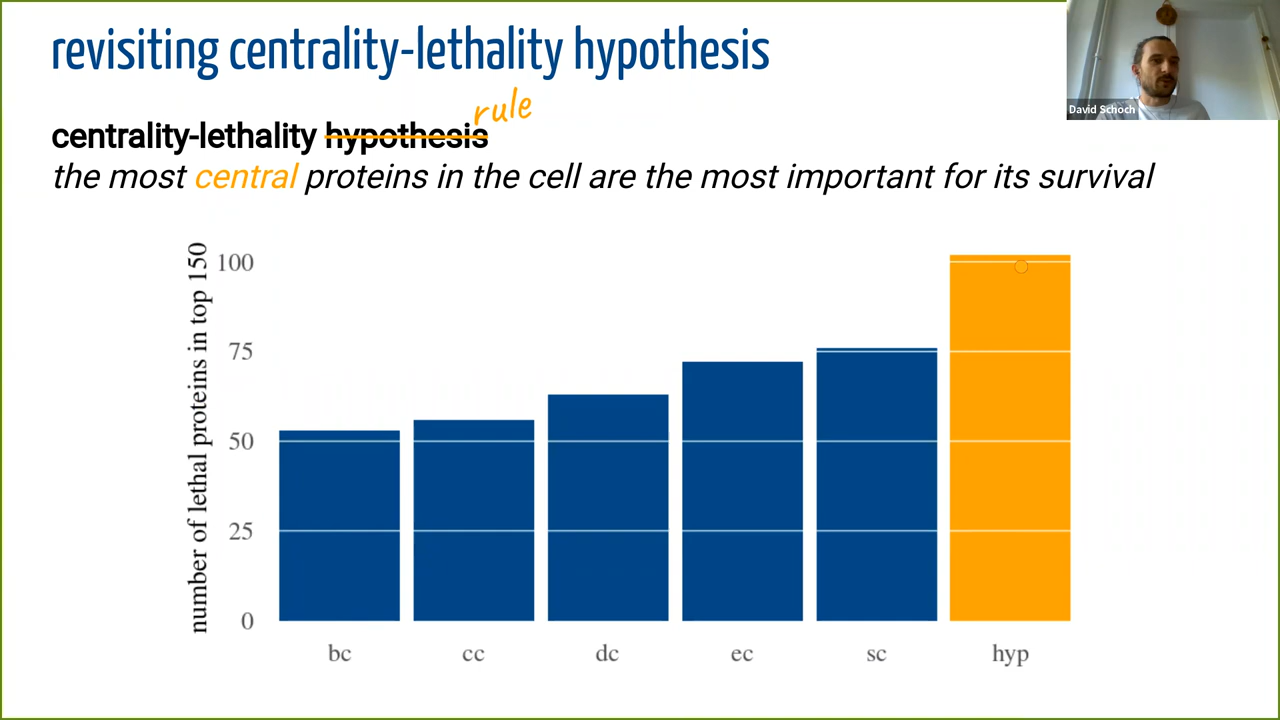 revisiting centrality-lethality hypothesis
David Schoch
rule
centrality-lethality hypothesis
the most central proteins in the cell are the most important for its survival
number of lethal proteins in top 150
100
75
50
25
0
bc cc dc ec sc hyp